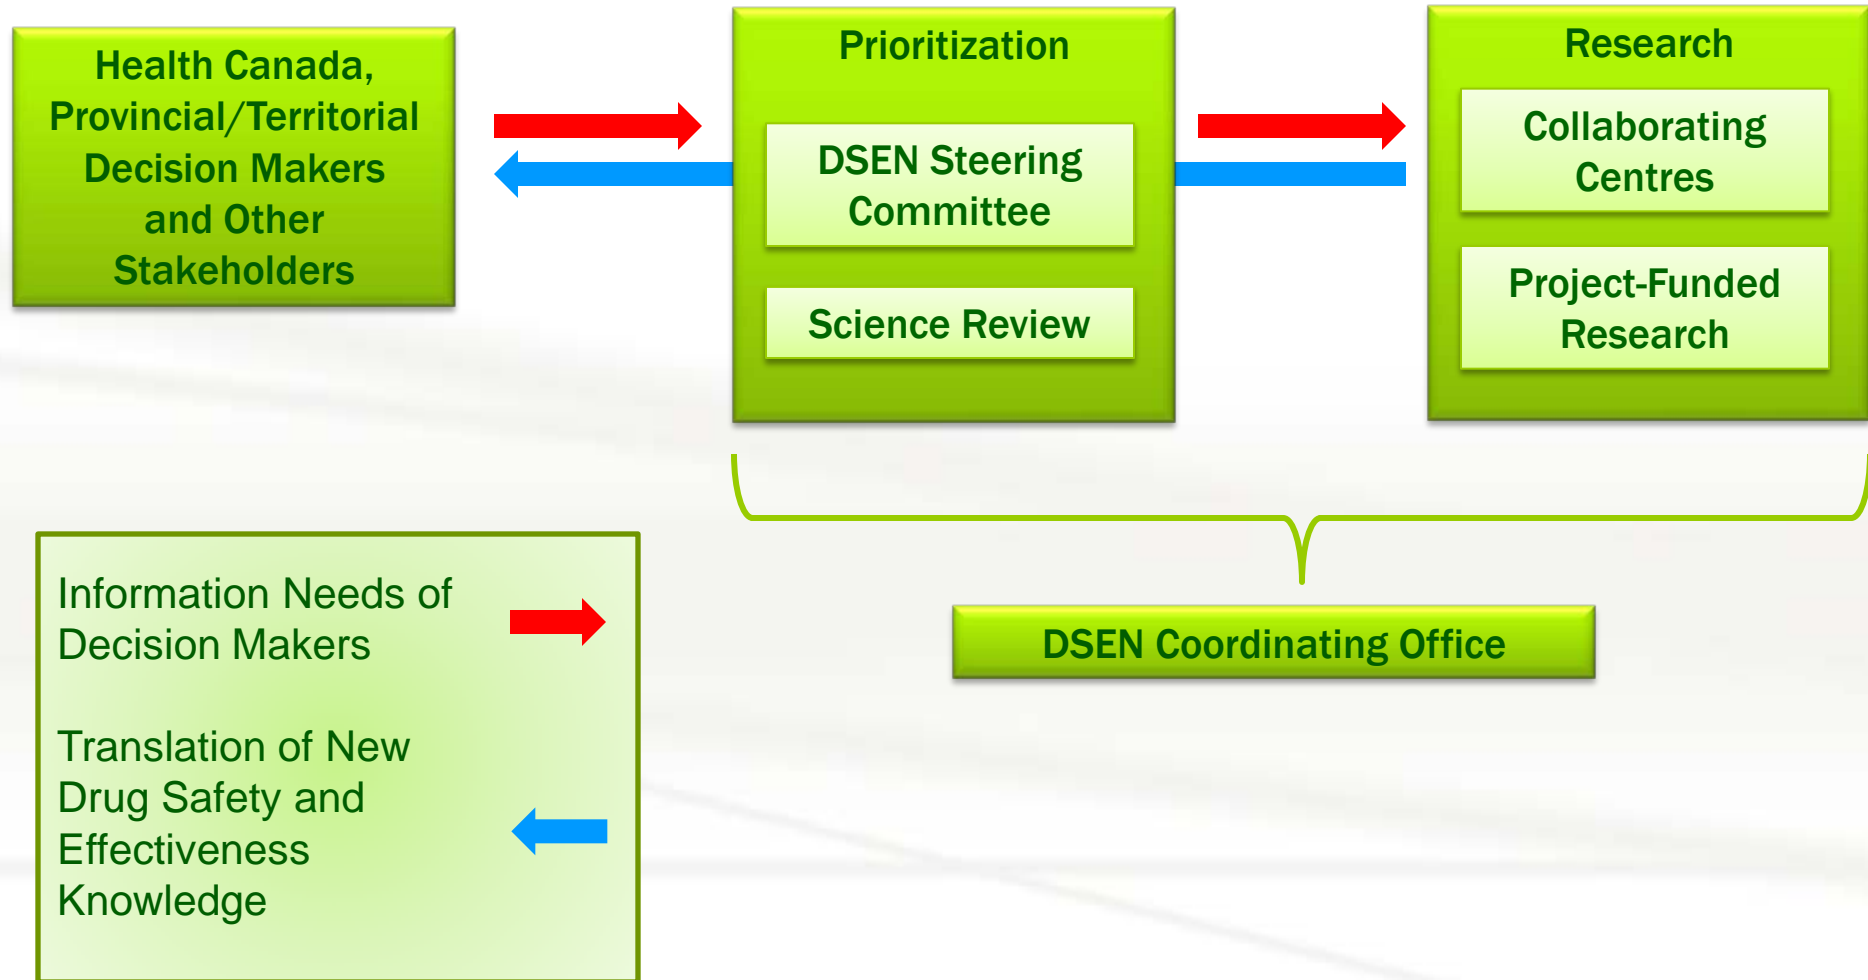 Health Canada,
Provincial/Territorial
Decision Makers
and Other
Stakeholders
Prioritization
DSEN Steering
Committee
Science Review
Research
Collaborating
Centres
Project-Funded
Research
DSEN Coordinating Office
Information Needs of
Decision Makers
Translation of New
Drug Safety and
Effectiveness
Knowledge